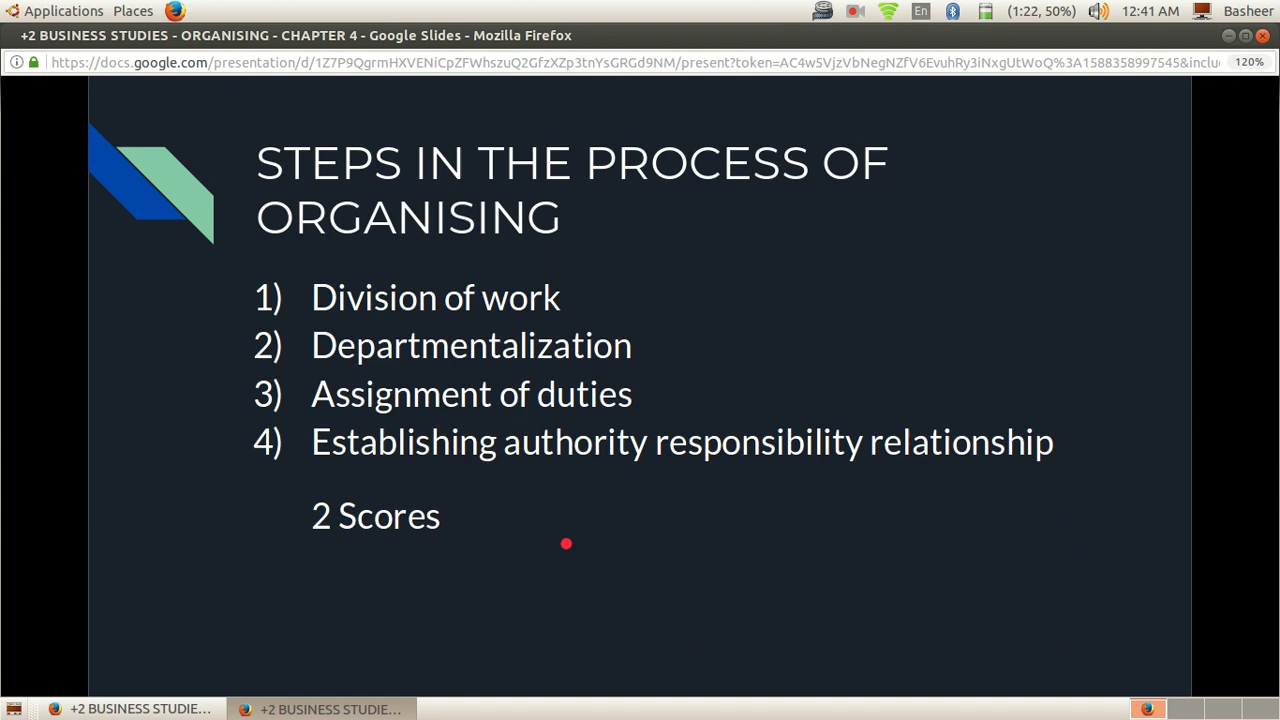 Applications Places En (1:22, 50%) 12:41 AM Basheer
+2 BUSINESS STUDIES - ORGANISING - CHAPTER 4 - Google Slides - Mozilla Firefox
https://docs.google.com/presentation/d/1Z7P9QgrmHXVENiCpZFWhszuQ2GfzXZp3tnYsGRGd9NM/present?token=AC4w5VjzVbNegNZfV6EvuhRy3iNxgUtWoQ%3A1588358997545&inclu 120%
STEPS IN THE PROCESS OF
ORGANISING
1) Division of work
2) Departmentalization
3) Assignment of duties
4) Establishing authority responsibility relationship
2 Scores
+2 BUSINESS STUDIE... +2 BUSINESS STUDIE...